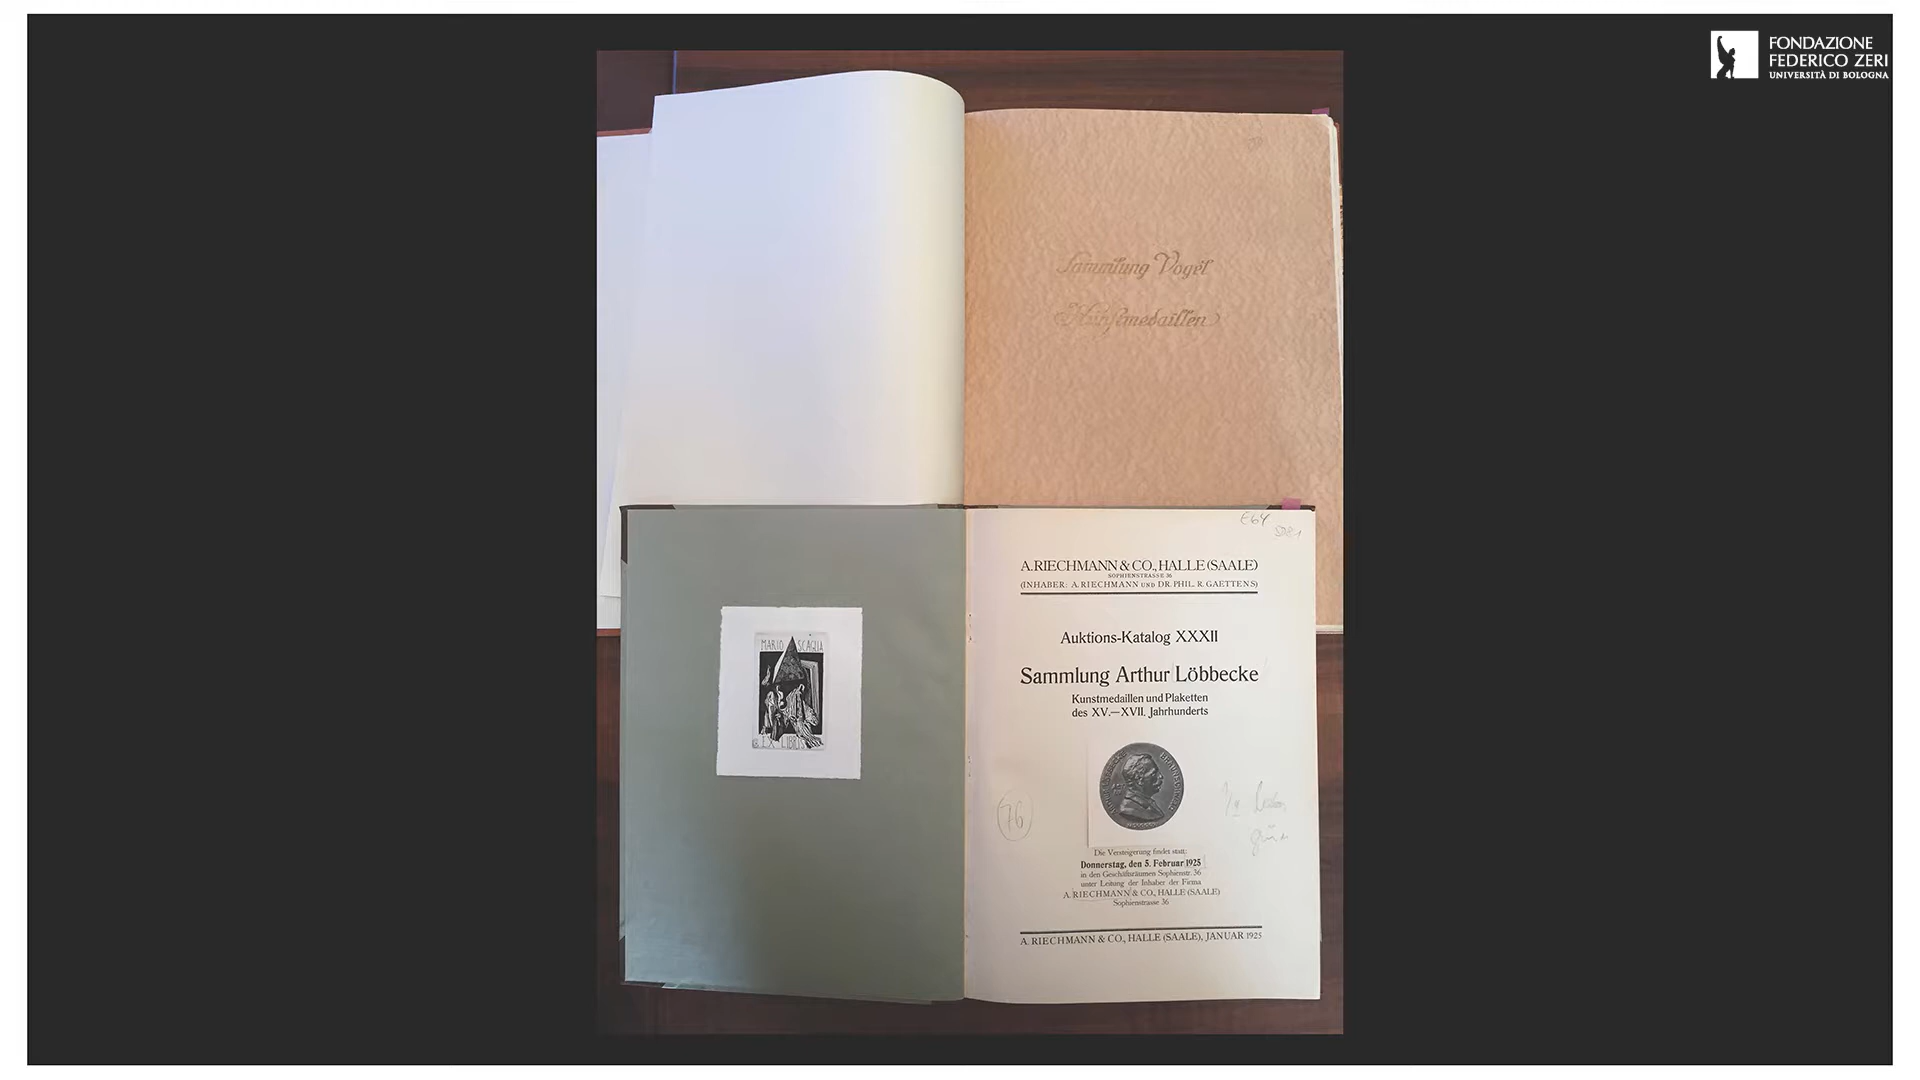 FONDAZIONE
FEDERICO ZERI
UNIVERSITÀ DI BOLOGNA
Sammlung Vogel
Kunstmedaillen
MARIO SCAGLIA
EX LIBRIS
E64
A. RIECHMANN & CO., HALLE (SAALE)
SOPHIENSTRASSE 36
(INHABER: A. RIECHMANN UND DR. PHIL. R. GAETTENS)
Auktions-Katalog XXXII
Sammlung Arthur Löbbecke
Kunstmedaillen und Plaketten
des XV.—XVII. Jahrhunderts
76
Die Versteigerung findet statt:
Donnerstag, den 5. Februar 1925
in den Geschäftsräumen Sophienstr. 36
unter Leitung der Inhaber der Firma
A. RIECHMANN & CO., HALLE (SAALE)
Sophienstrasse 36
A. RIECHMANN & CO., HALLE (SAALE), JANUAR 1925